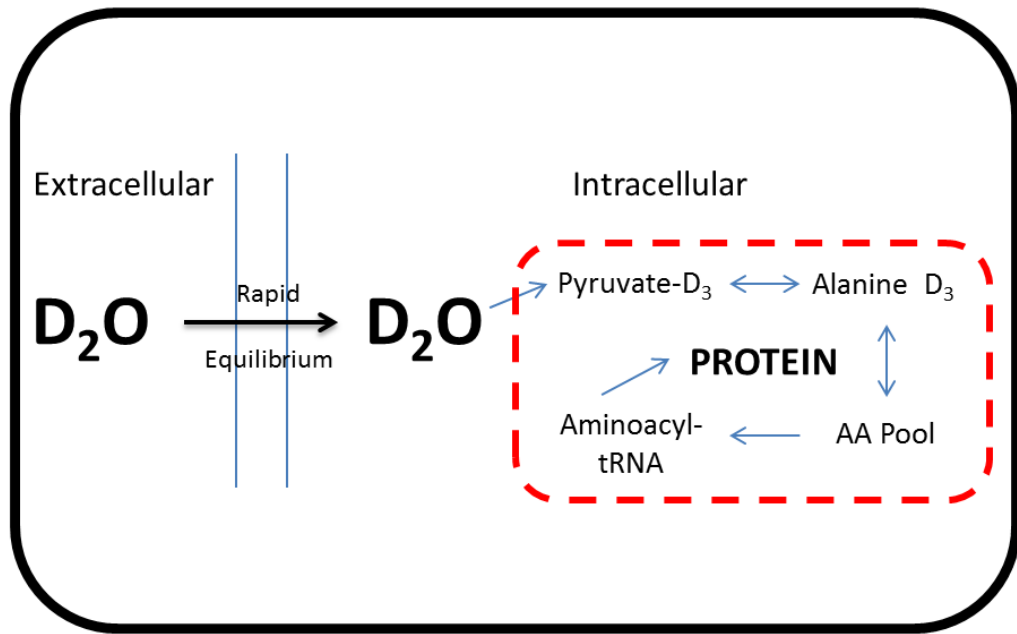 Extracellular
Intracellular
D₂O
Rapid
Equilibrium
D₂O
Pyruvate-D₃
Alanine D₃
PROTEIN
Aminoacyl-
tRNA
AA Pool